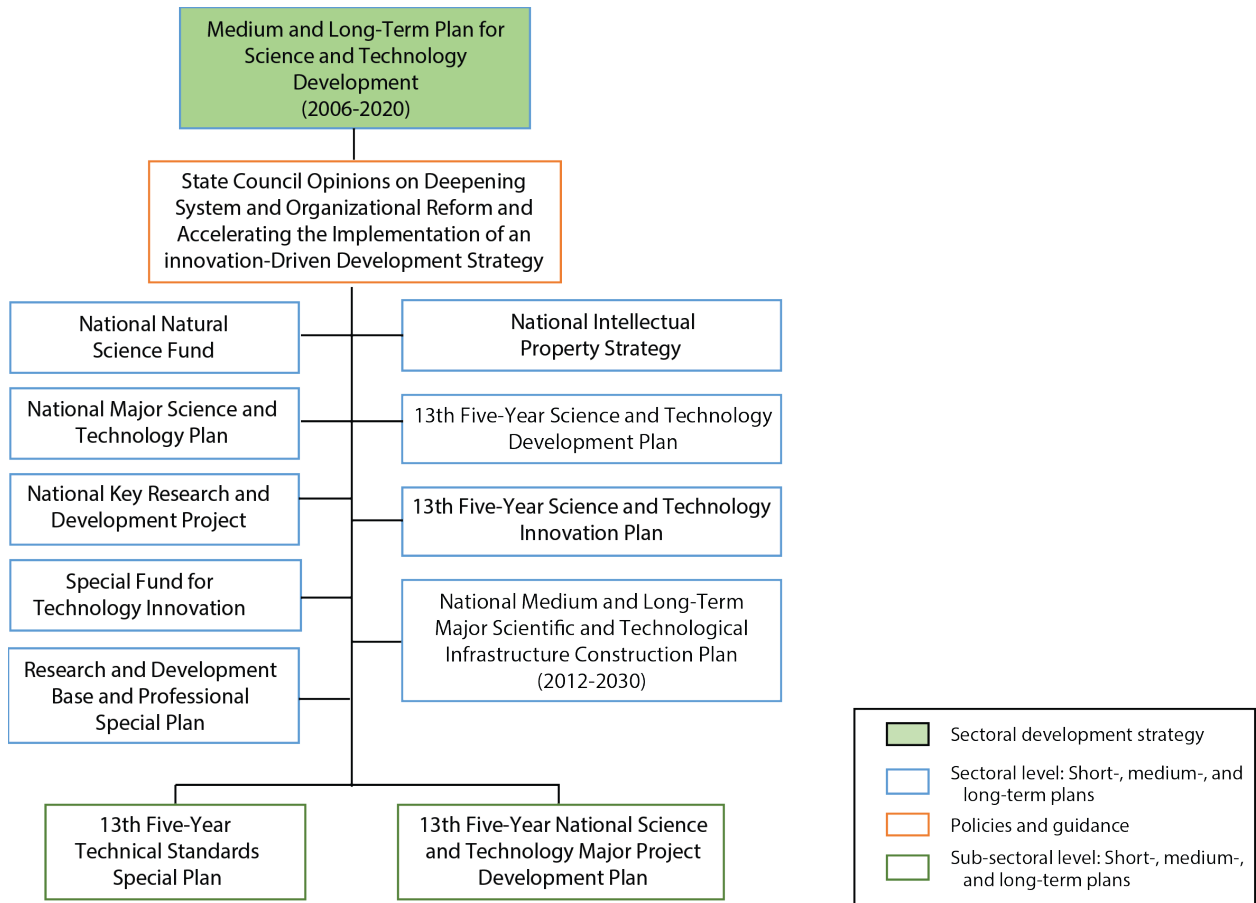 Medium and Long-Term Plan for
Science and Technology
Development
(2006-2020)
State Council Opinions on Deepening
System and Organizational Reform and
Accelerating the Implementation of an
innovation-Driven Development Strategy
National Natural
Science Fund
National Intellectual
Property Strategy
National Major Science and
Technology Plan
13th Five-Year Science and Technology
Development Plan
National Key Research and
Development Project
13th Five-Year Science and Technology
Innovation Plan
Special Fund for
Technology Innovation
National Medium and Long-Term
Major Scientific and Technological
Infrastructure Construction Plan
(2012-2030)
Research and Development
Base and Professional
Special Plan
13th Five-Year
Technical Standards
Special Plan
13th Five-Year National Science
and Technology Major Project
Development Plan
Sectoral development strategy
Sectoral level: Short-, medium-, and
long-term plans
Policies and guidance
Sub-sectoral level: Short-, medium-,
and long-term plans